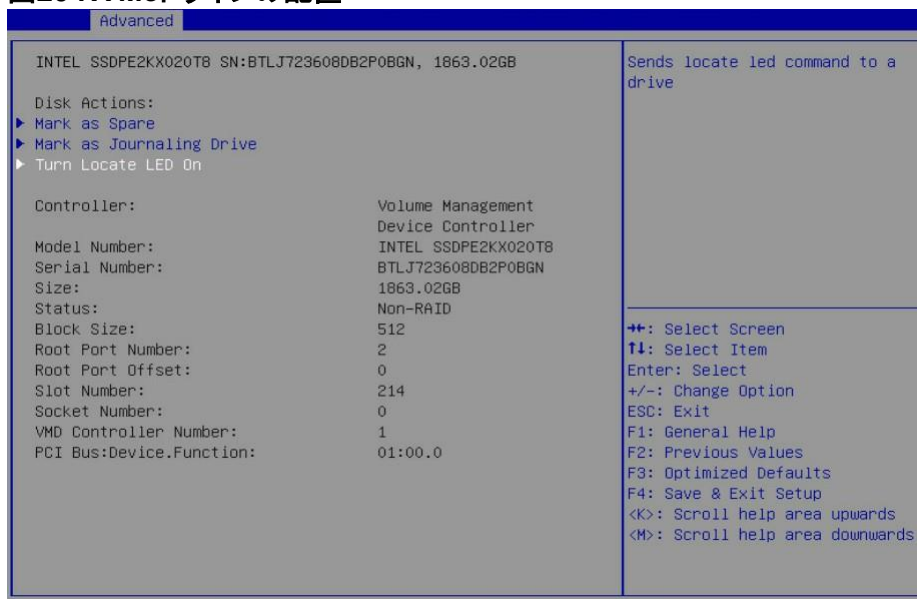 の配置
Advanced
INTEL SSDPE2KX020T8 SN:BTLJ723608DB2P0BGN, 1863.02GB
Disk Actions:
▶ Mark as Spare
▶ Mark as Journaling Drive
▶ Turn Locate LED On
Controller: Volume Management
Device Controller
Model Number: INTEL SSDPE2KX020T8
Serial Number: BTLJ723608DB2P0BGN
Size: 1863.02GB
Status: Non-RAID
Block Size: 512
Root Port Number: 2
Root Port Offset: 0
Slot Number: 214
Socket Number: 0
VMD Controller Number: 1
PCI Bus:Device.Function: 01:00.0
Sends locate led command to a
drive
→←: Select Screen
↑↓: Select Item
Enter: Select
+/-: Change Option
ESC: Exit
F1: General Help
F2: Previous Values
F3: Optimized Defaults
F4: Save & Exit Setup
<K>: Scroll help area upwards
<M>: Scroll help area downwards